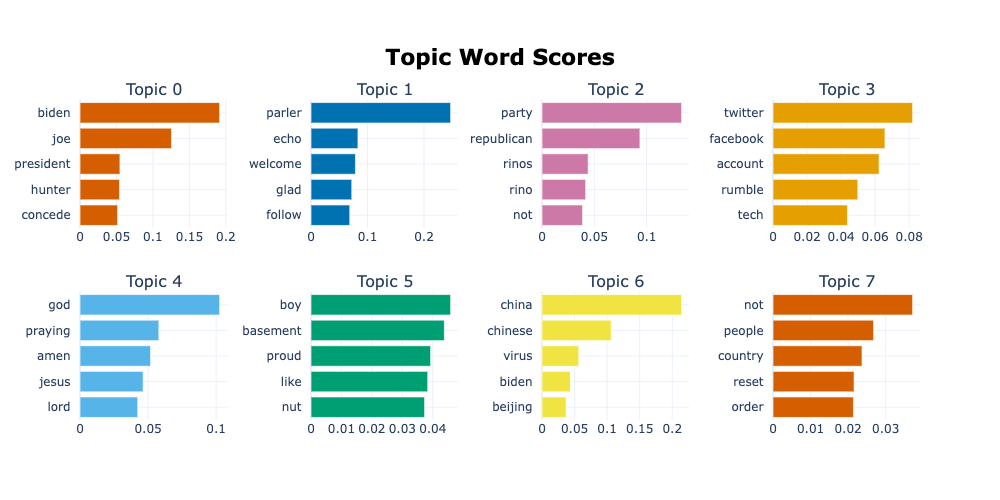 Topic Word Scores
Topic 0
biden
joe
president
hunter
concede
0 0.05 0.1 0.15 0.2
Topic 1
parler
echo
welcome
glad
follow
0 0.1 0.2
Topic 2
party
republican
rinos
rino
not
0 0.05 0.1
Topic 3
twitter
facebook
account
rumble
tech
0 0.02 0.04 0.06 0.08
Topic 4
god
praying
amen
jesus
lord
0 0.05 0.1
Topic 5
boy
basement
proud
like
nut
0 0.01 0.02 0.03 0.04
Topic 6
china
chinese
virus
biden
beijing
0 0.05 0.1 0.15 0.2
Topic 7
not
people
country
reset
order
0 0.01 0.02 0.03